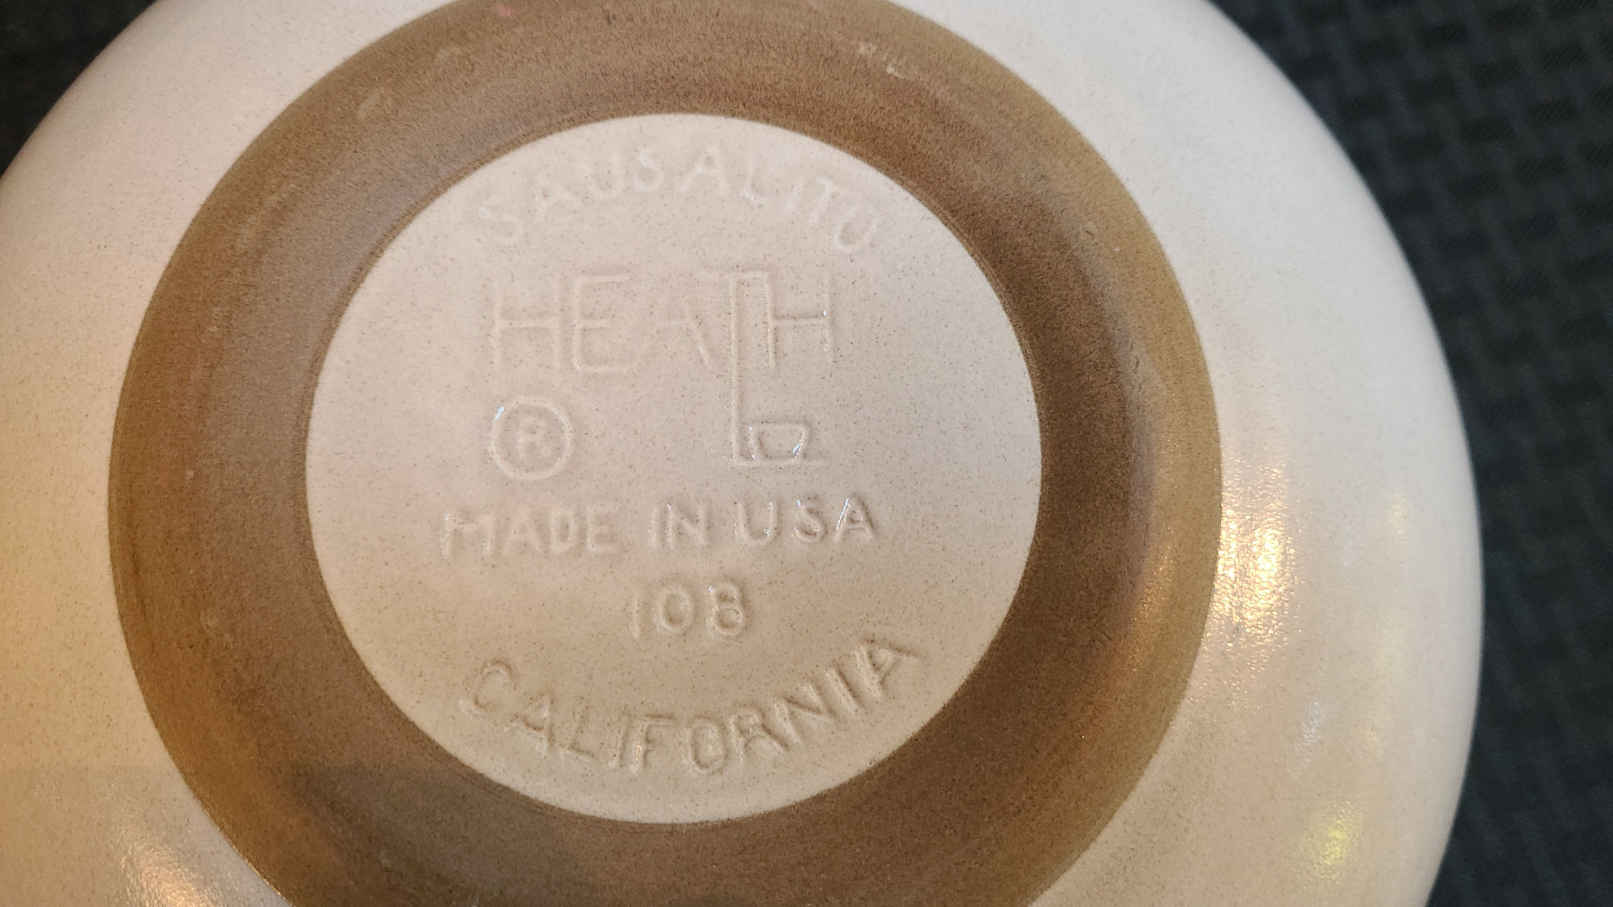 SAUSALITO
HEATH
®
MADE IN USA
108
CALIFORNIA